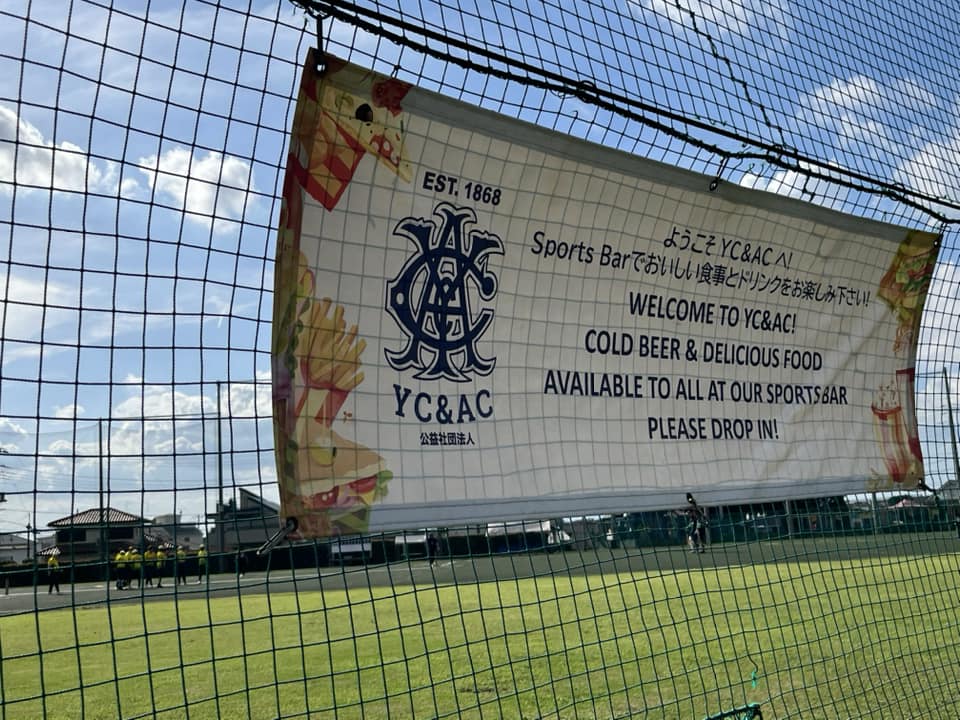 EST. 1868
YC&AC
公益社団法人
ようこそ YC&AC へ!
Sports Barでおいしい食事とドリンクをお楽しみ下さい!
WELCOME TO YC&AC!
COLD BEER & DELICIOUS FOOD
AVAILABLE TO ALL AT OUR SPORTS BAR
PLEASE DROP IN!